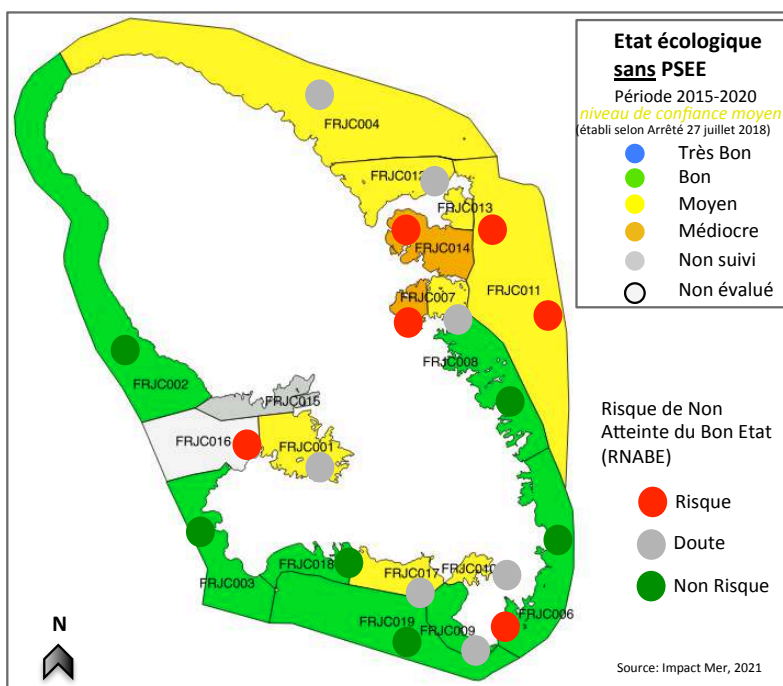 Etat écologique
sans PSEE
Période 2015-2020
niveau de confiance moyen
(établi selon Arrêté 27 juillet 2018)
Très Bon
Bon
Moyen
Médiocre
Non suivi
Non évalué
FRJC004
FRJC012
FRJC013
FRJC014
FRJC011
FRJC007
FRJC008
FRJC002
FRJC015
FRJC016
FRJC001
Risque de Non
Atteinte du Bon Etat
(RNABE)
Risque
Doute
Non Risque
FRJC018
FRJC017
FRJC010
FRJC003
FRJC019
FRJC009
FRJC006
N
Source: Impact Mer, 2021